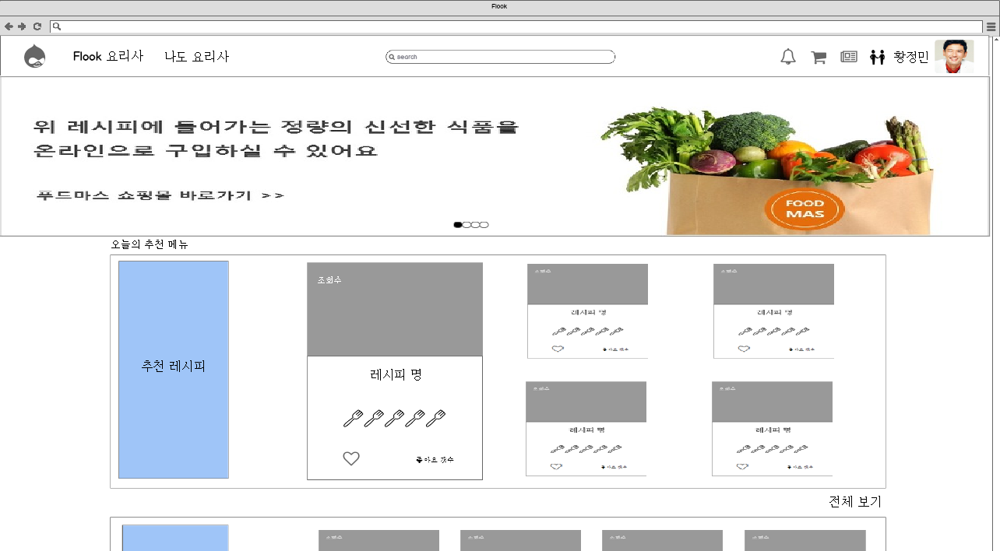 Flook
Flook 요리사
나도 요리사
search
황정민
위 레시피에 들어가는 정량의 신선한 식품을
온라인으로 구입하실 수 있어요
푸드마스 쇼핑몰 바로가기 >>
FOOD
MAS
오늘의 추천 메뉴
추천 레시피
조회수
레시피 명
좋아요 갯수
조회수
레시피 명
좋아요 갯수
조회수
레시피 명
좋아요 갯수
조회수
레시피 명
좋아요 갯수
조회수
레시피 명
좋아요 갯수
전체 보기
조회수
조회수
조회수
조회수